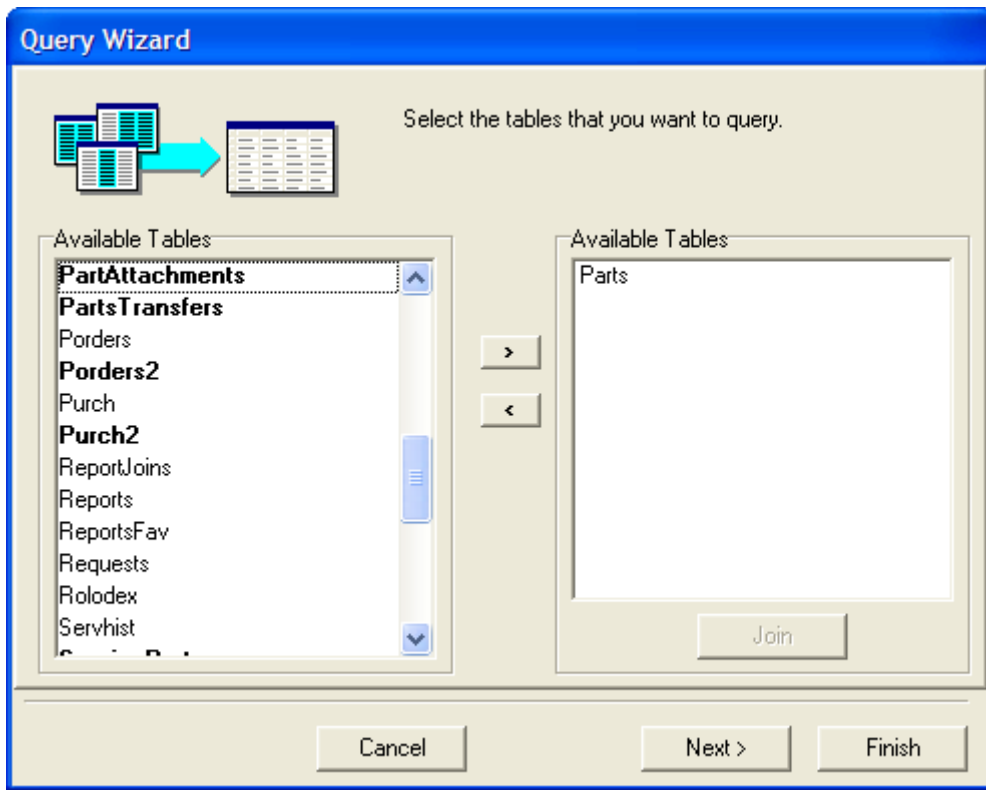 Query Wizard
Select the tables that you want to query.
Available Tables
PartAttachments
PartsTransfers
Porders
Porders2
Purch
Purch2
ReportJoins
Reports
ReportsFav
Requests
Rolodex
Servhist
>
<
Available Tables
Parts
Join
Cancel
Next >
Finish